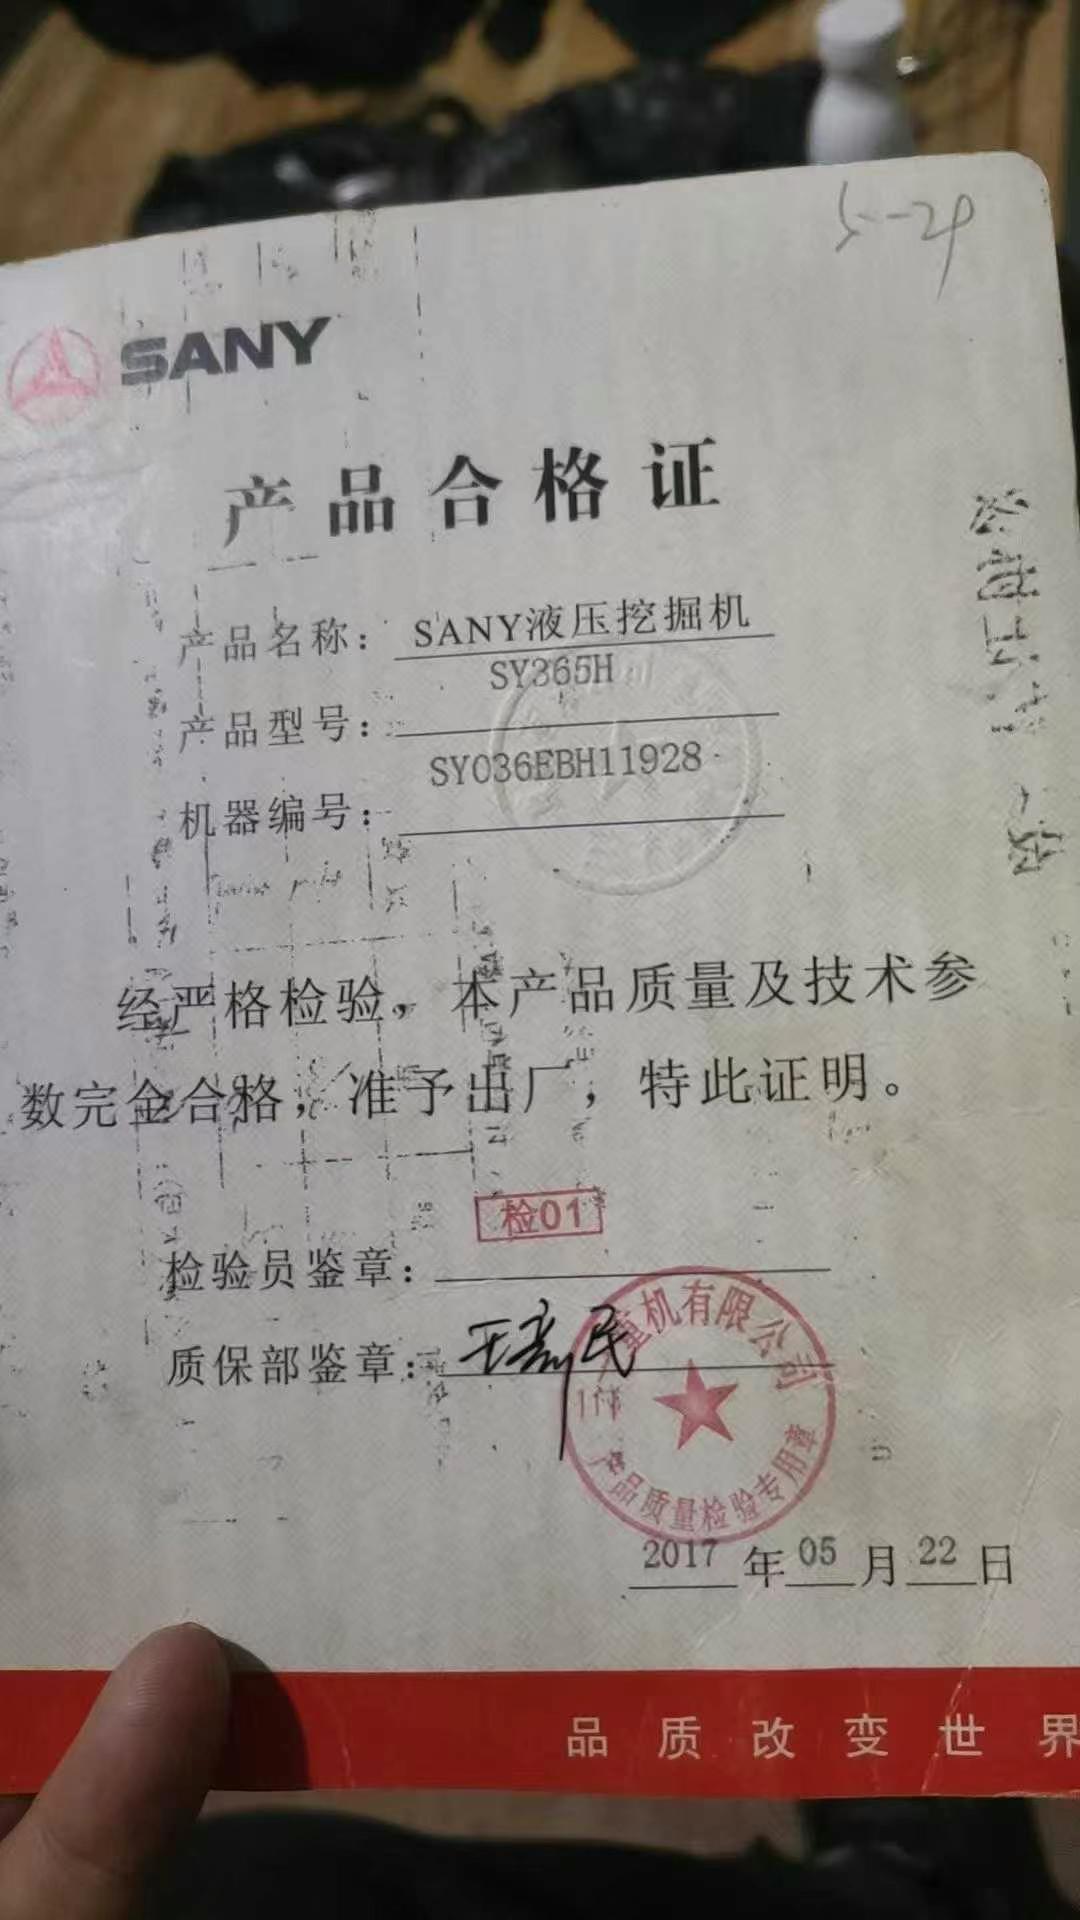 5-29
SANY
产品合格证
产品名称：SANY液压挖掘机
产品型号：SY365H
机器编号：SY036EBH11928
经严格检验，本产品质量及技术参
数完全合格，准予出厂，特此证明。
检01
检验员鉴章：
质保部鉴章：
重机有限公司
产品质量检验专用章
2017年05月22日
品质改变世界